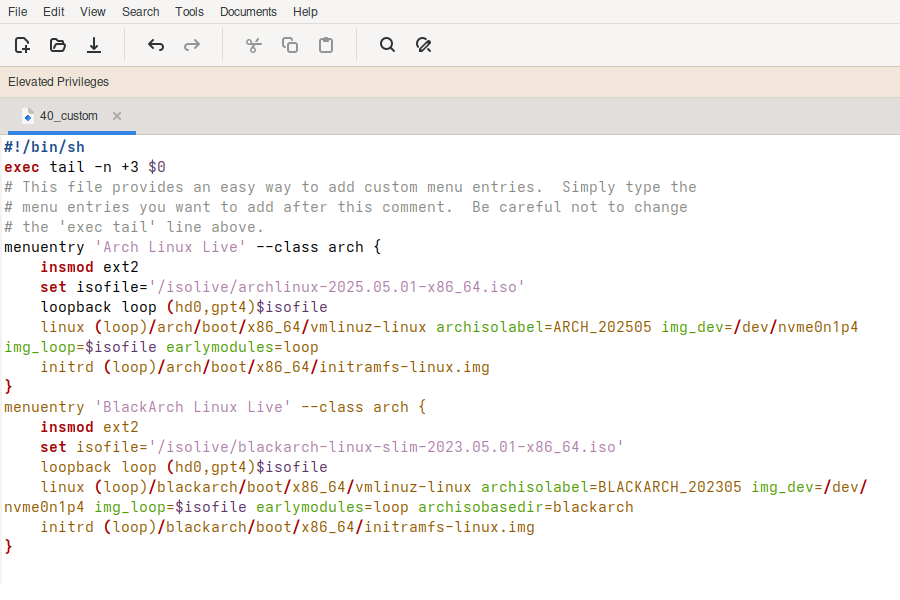 File Edit View Search Tools Documents Help
Elevated Privileges
40_custom
#!/bin/sh
exec tail -n +3 $0
# This file provides an easy way to add custom menu entries.  Simply type the
# menu entries you want to add after this comment.  Be careful not to change
# the 'exec tail' line above.
menuentry 'Arch Linux Live' --class arch {
    insmod ext2
    set isofile='/isolive/archlinux-2025.05.01-x86_64.iso'
    loopback loop (hd0,gpt4)$isofile
    linux (loop)/arch/boot/x86_64/vmlinuz-linux archisolabel=ARCH_202505 img_dev=/dev/nvme0n1p4
img_loop=$isofile earlymodules=loop
    initrd (loop)/arch/boot/x86_64/initramfs-linux.img
}
menuentry 'BlackArch Linux Live' --class arch {
    insmod ext2
    set isofile='/isolive/blackarch-linux-slim-2023.05.01-x86_64.iso'
    loopback loop (hd0,gpt4)$isofile
    linux (loop)/blackarch/boot/x86_64/vmlinuz-linux archisolabel=BLACKARCH_202305 img_dev=/dev/
nvme0n1p4 img_loop=$isofile earlymodules=loop archisobasedir=blackarch
    initrd (loop)/blackarch/boot/x86_64/initramfs-linux.img
}